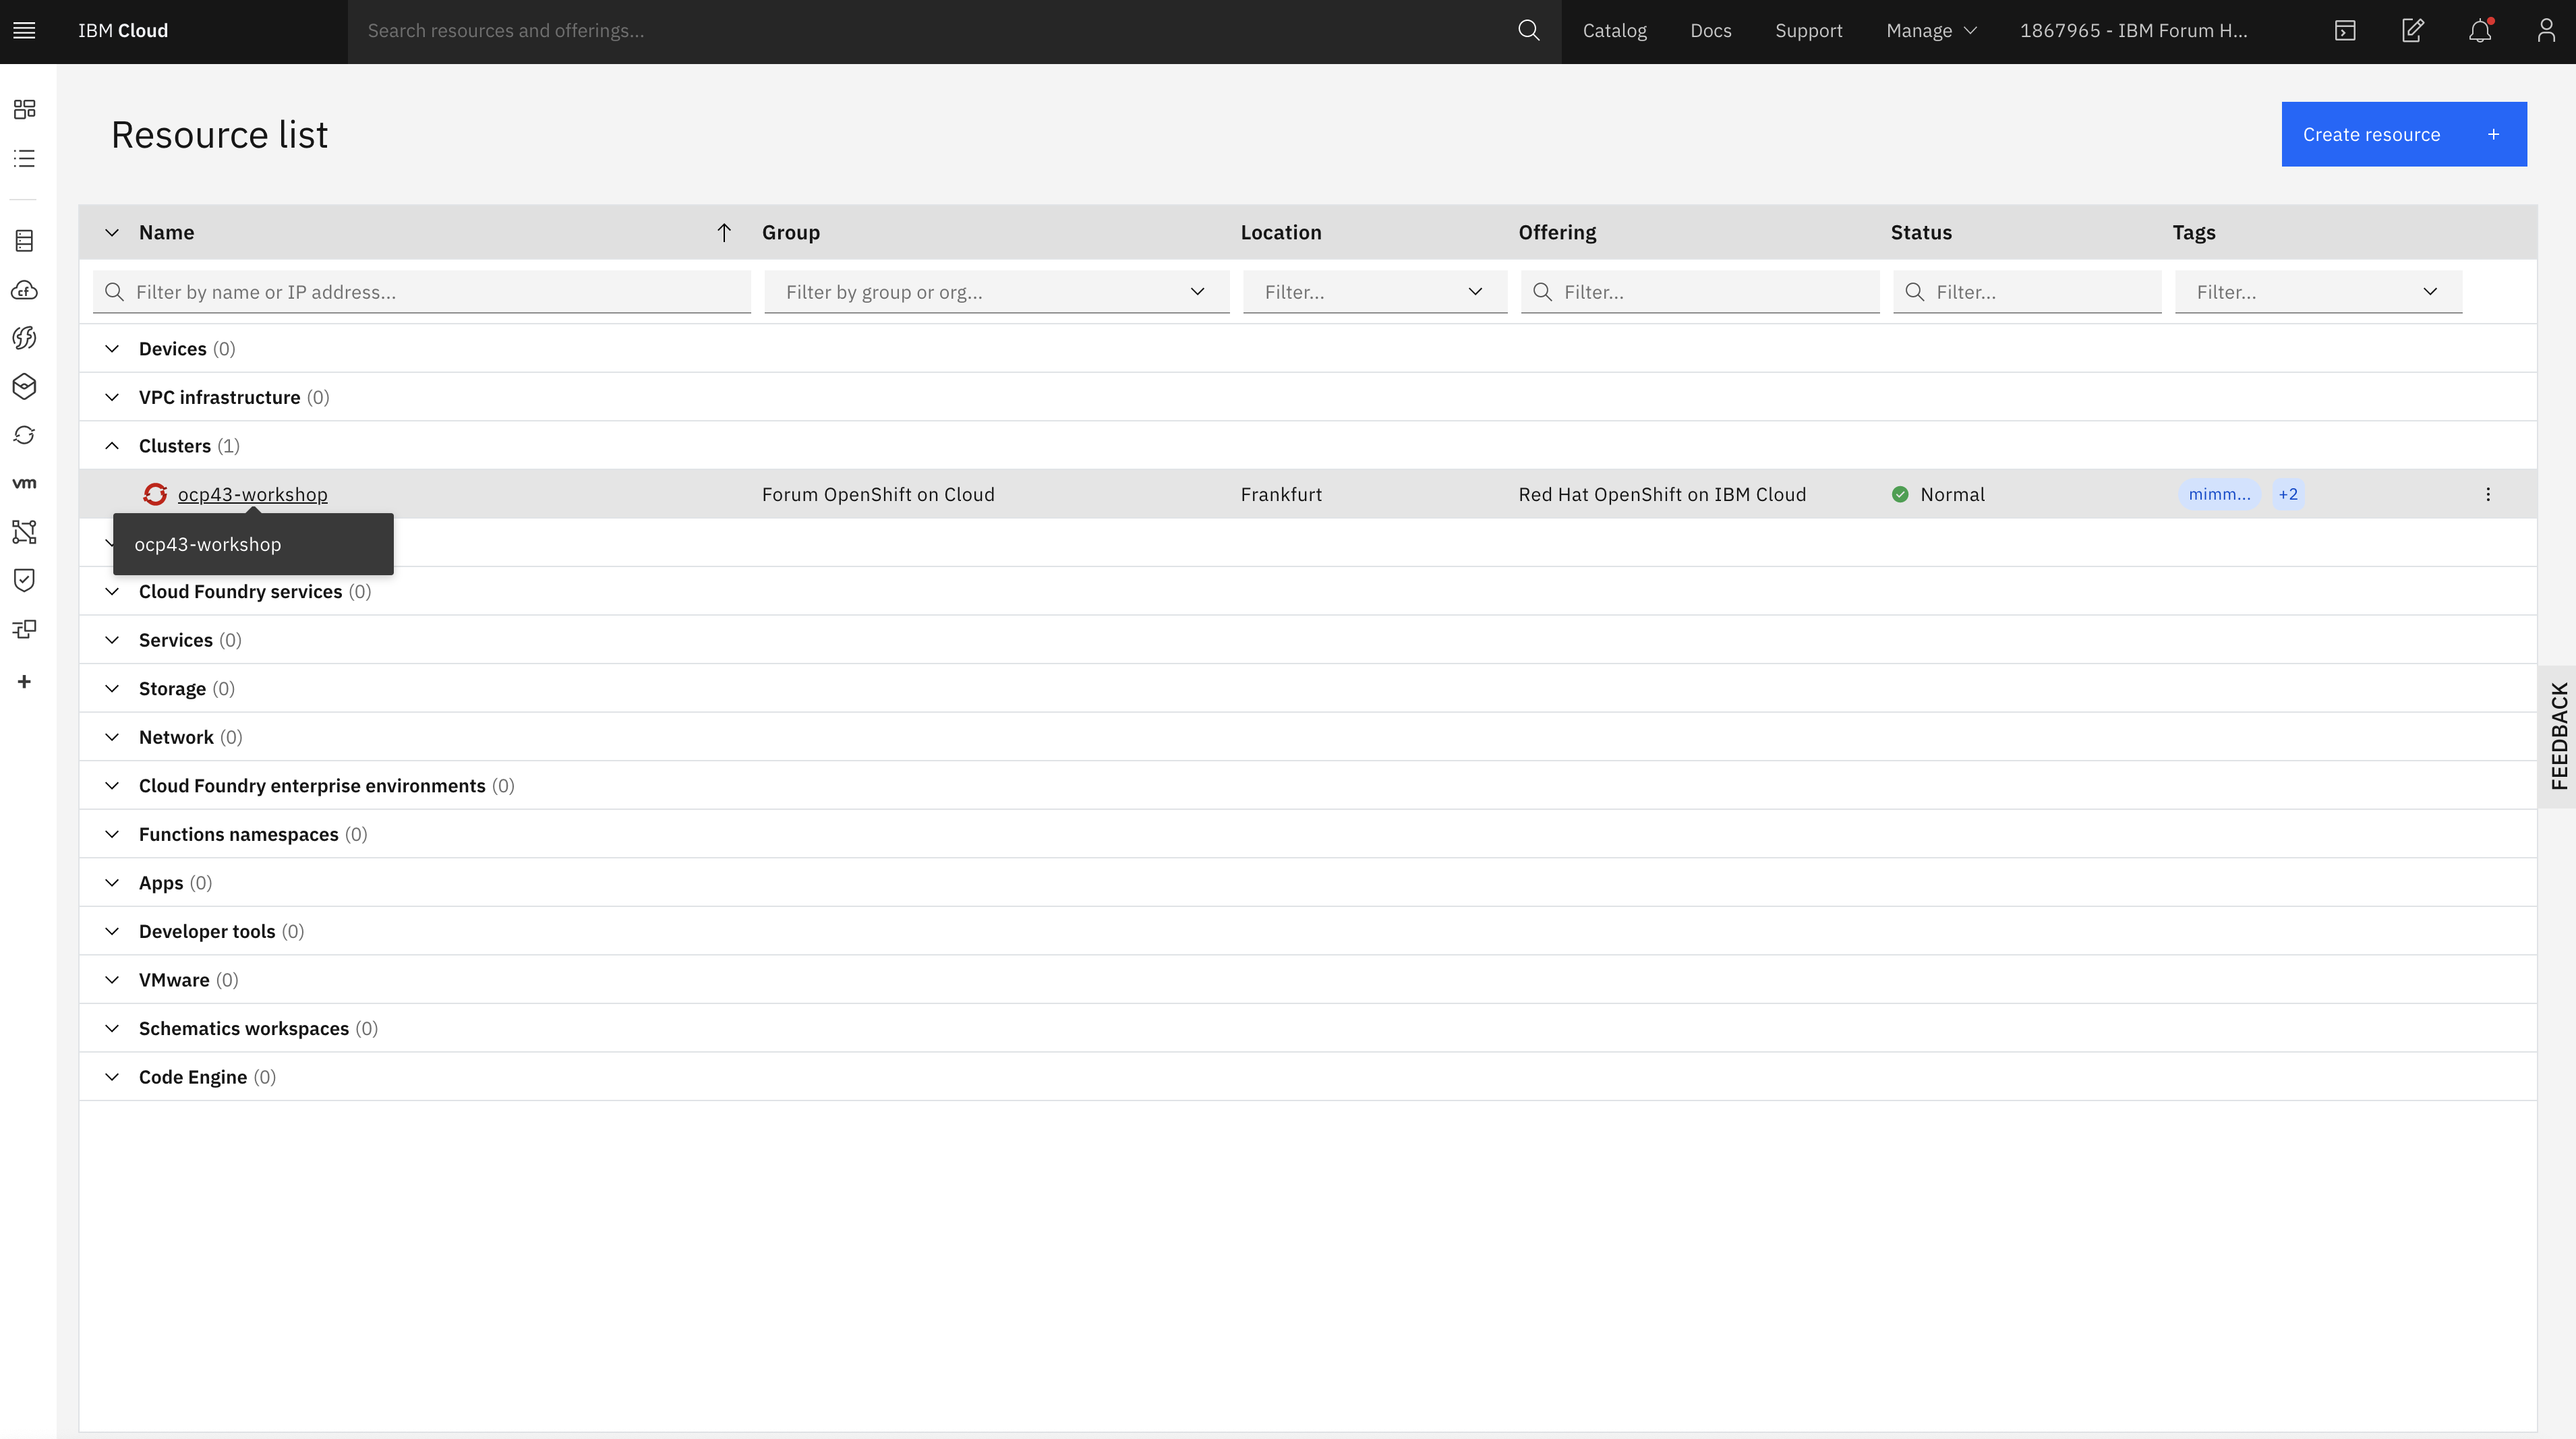 IBM Cloud
Search resources and offerings...
Catalog
Docs
Support
Manage
1867965 - IBM Forum H...
Resource list
Create resource +
Name
Group
Location
Offering
Status
Tags
Filter by name or IP address...
Filter by group or org...
Filter...
Filter...
Filter...
Filter...
Devices (0)
VPC infrastructure (0)
Clusters (1)
ocp43-workshop
Forum OpenShift on Cloud
Frankfurt
Red Hat OpenShift on IBM Cloud
Normal
mimm...
+2
ocp43-workshop
Cloud Foundry services (0)
Services (0)
Storage (0)
Network (0)
Cloud Foundry enterprise environments (0)
Functions namespaces (0)
Apps (0)
Developer tools (0)
VMware (0)
Schematics workspaces (0)
Code Engine (0)
cf
vm
+
FEEDBACK